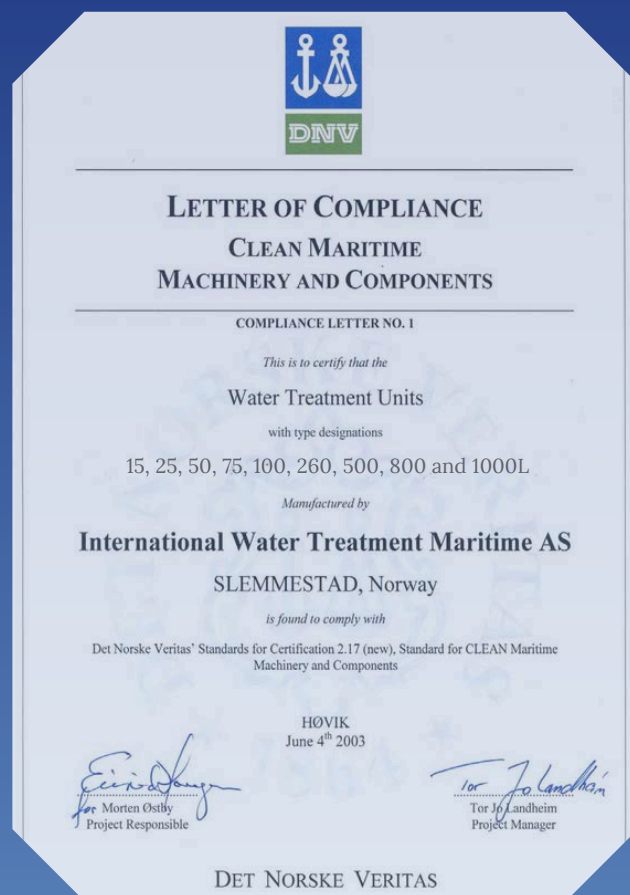 DNV
LETTER OF COMPLIANCE
CLEAN MARITIME
MACHINERY AND COMPONENTS
COMPLIANCE LETTER NO. 1
This is to certify that the
Water Treatment Units
with type designations
15, 25, 50, 75, 100, 260, 500, 800 and 1000L
Manufactured by
International Water Treatment Maritime AS
SLEMMESTAD, Norway
is found to comply with
Det Norske Veritas' Standards for Certification 2.17 (new), Standard for CLEAN Maritime
Machinery and Components
HØVIK
June 4th 2003
for Morten Østby
Project Responsible
Tor Jo Landheim
Tor Jo Landheim
Project Manager
DET NORSKE VERITAS